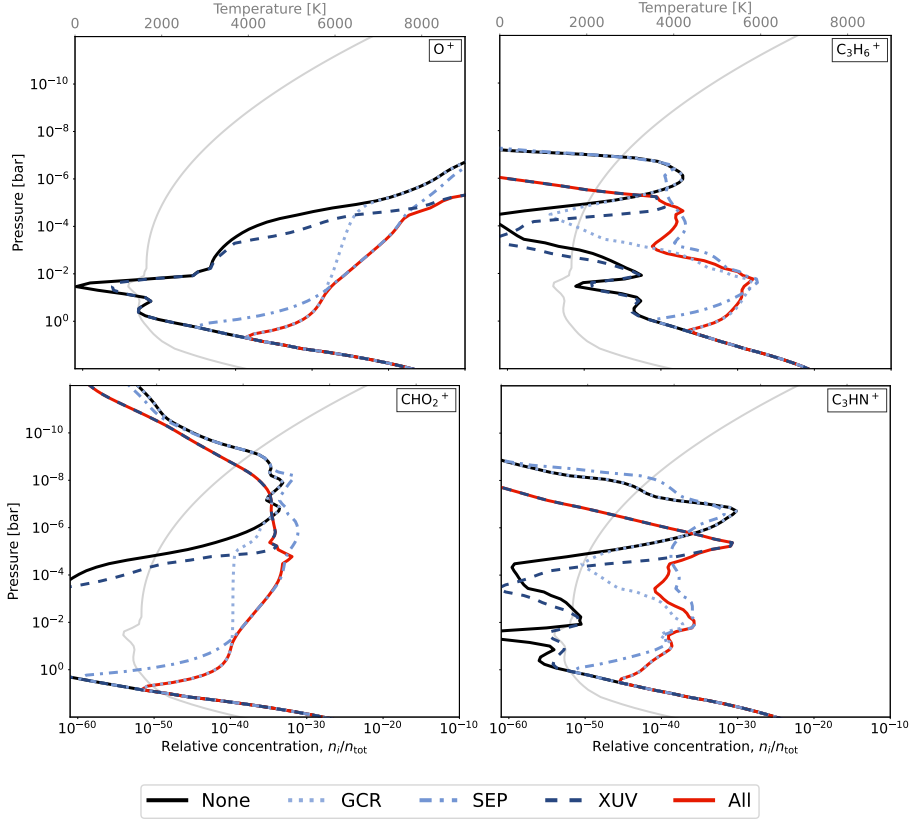 Temperature [K]
0 2000 4000 6000 8000
Temperature [K]
0 2000 4000 6000 8000
O⁺
C₃H₆⁺
Pressure [bar]
10⁻¹⁰
10⁻⁸
10⁻⁶
10⁻⁴
10⁻²
10⁰
CHO₂⁺
C₃HN⁺
Pressure [bar]
10⁻¹⁰
10⁻⁸
10⁻⁶
10⁻⁴
10⁻²
10⁰
10⁻⁶⁰ 10⁻⁵⁰ 10⁻⁴⁰ 10⁻³⁰ 10⁻²⁰ 10⁻¹⁰
Relative concentration, nᵢ/n_tot
10⁻⁶⁰ 10⁻⁵⁰ 10⁻⁴⁰ 10⁻³⁰ 10⁻²⁰ 10⁻¹⁰
Relative concentration, nᵢ/n_tot
None GCR SEP XUV All